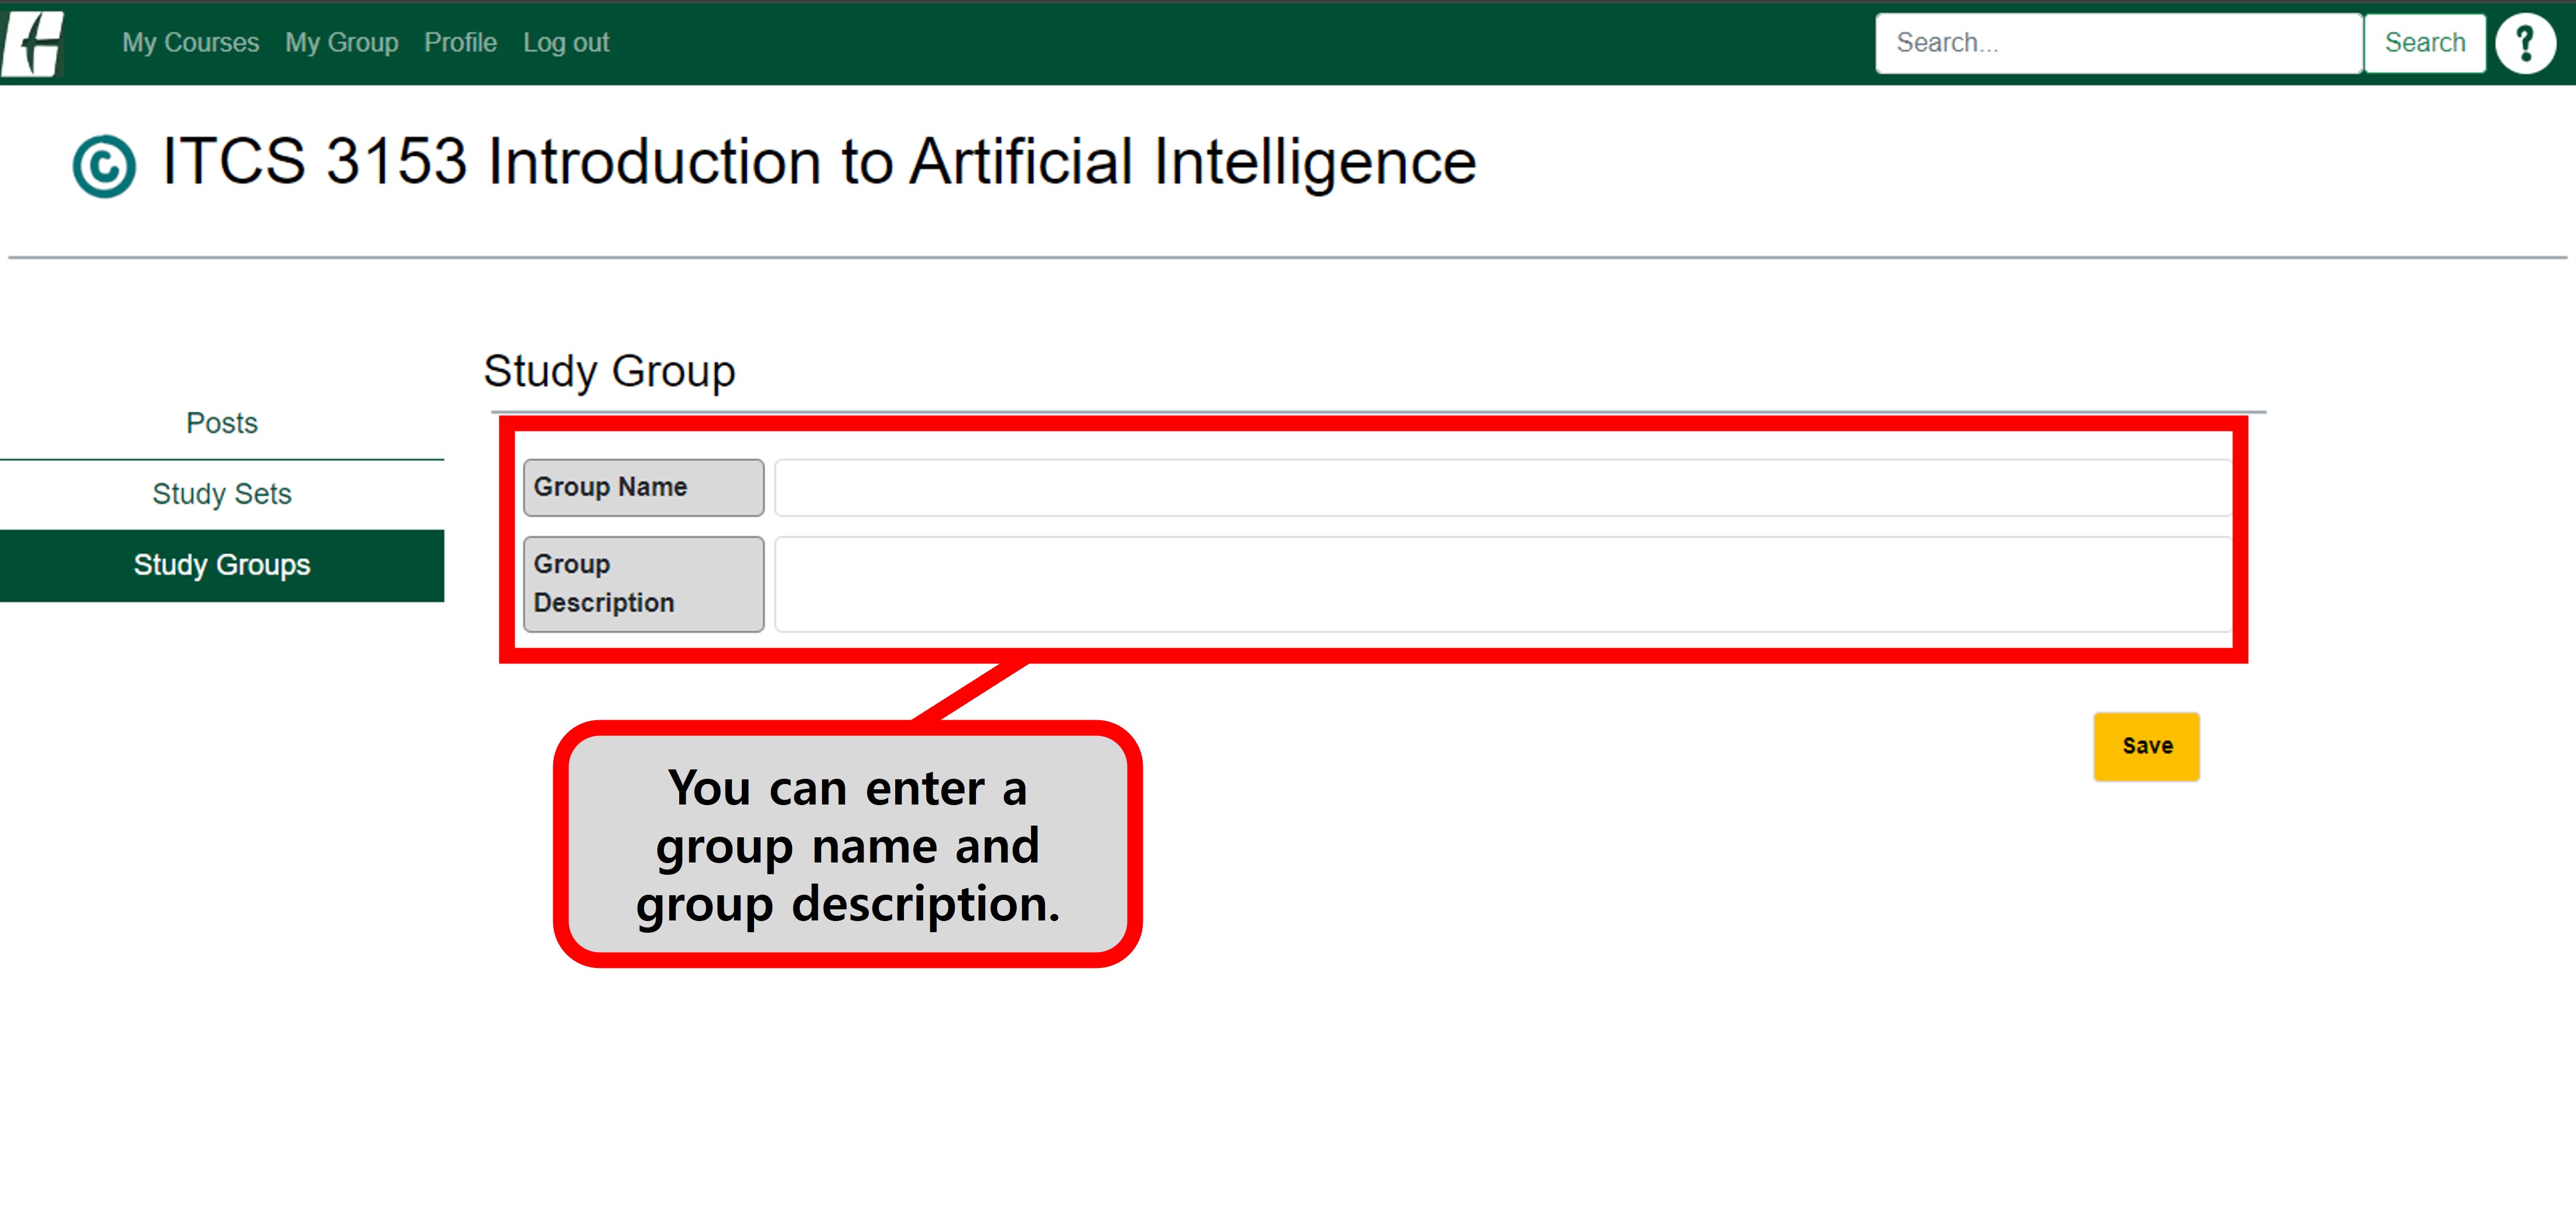 My Courses My Group Profile Log out Search... Search ?
© ITCS 3153 Introduction to Artificial Intelligence
Study Group
Posts
Study Sets
Study Groups
Group Name
Group
Description
Save
You can enter a
group name and
group description.